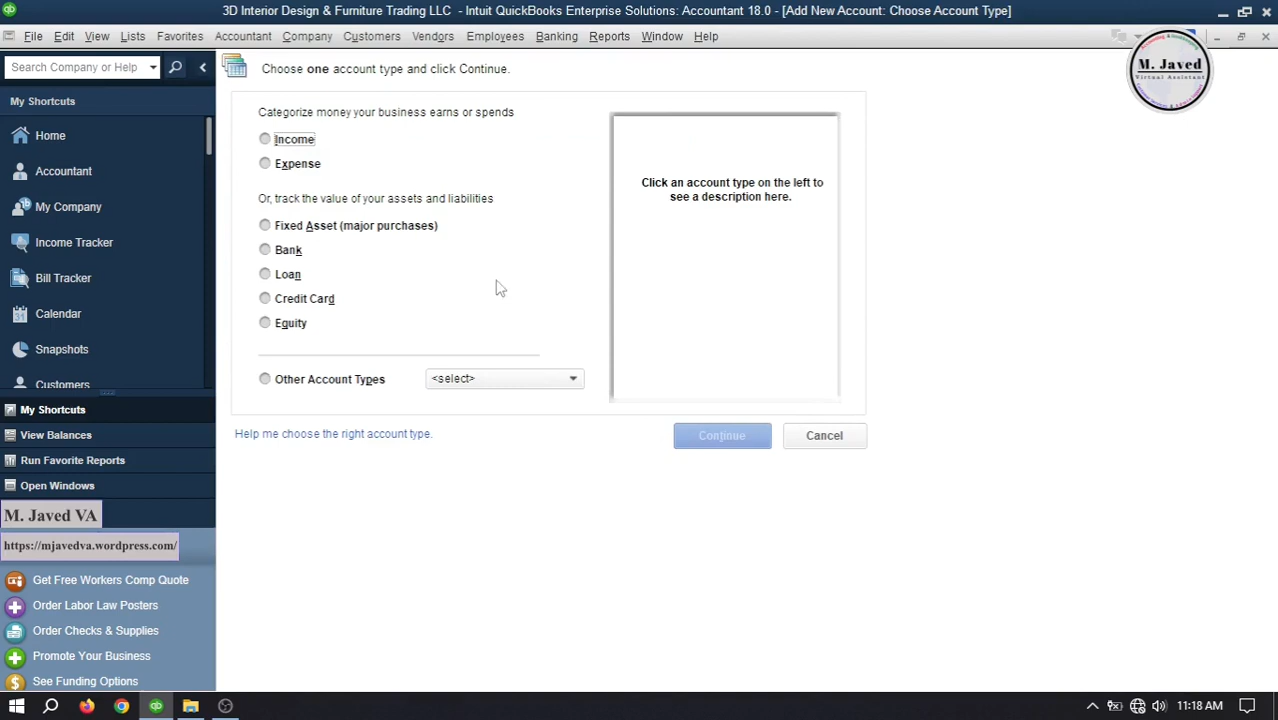 3D Interior Design & Furniture Trading LLC - Intuit QuickBooks Enterprise Solutions: Accountant 18.0 - [Add New Account: Choose Account Type]
File Edit View Lists Favorites Accountant Company Customers Vendors Employees Banking Reports Window Help
Search Company or Help
M. Javed
Virtual Assistant
My Shortcuts
Home
Accountant
My Company
Income Tracker
Bill Tracker
Calendar
31
Snapshots
Customers
My Shortcuts
View Balances
Run Favorite Reports
Open Windows
M. Javed VA
https://mjavedva.wordpress.com/
Get Free Workers Comp Quote
Order Labor Law Posters
Order Checks & Supplies
Promote Your Business
See Funding Options
Choose one account type and click Continue.
Categorize money your business earns or spends
Income
Expense
Or, track the value of your assets and liabilities
Fixed Asset (major purchases)
Bank
Loan
Credit Card
Equity
Other Account Types <select>
Click an account type on the left to
see a description here.
Help me choose the right account type.
Continue Cancel
11:18 AM